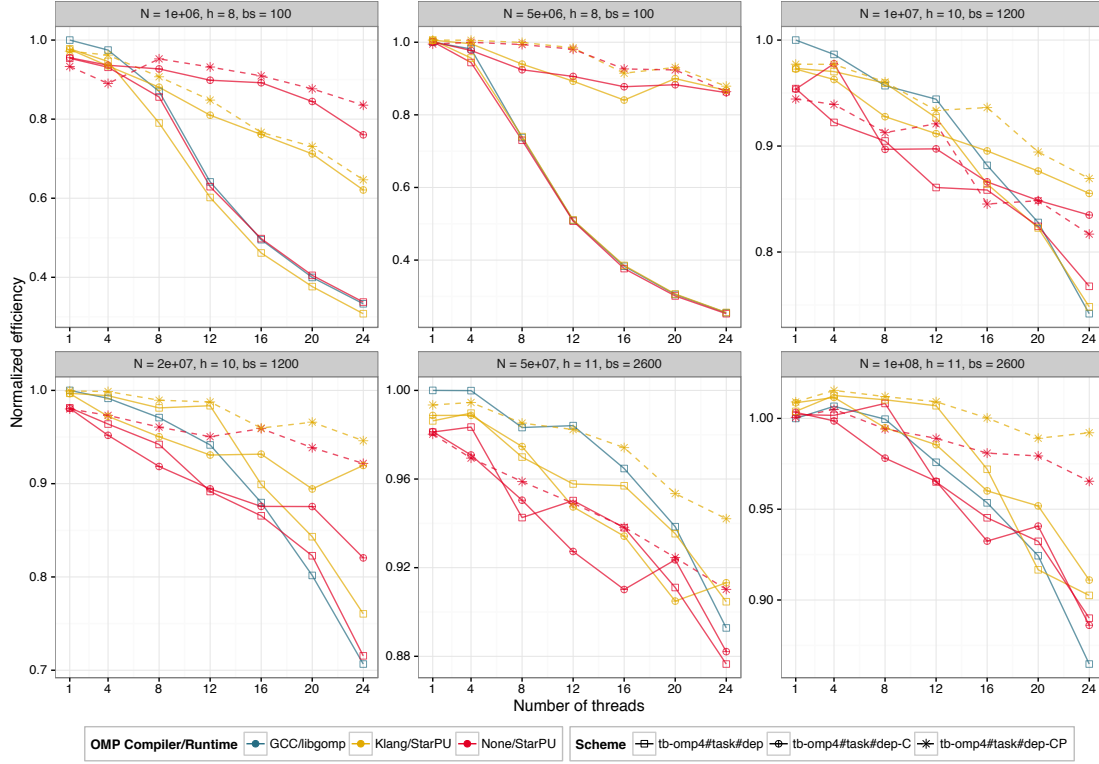 N = 1e+06, h = 8, bs = 100
N = 5e+06, h = 8, bs = 100
N = 1e+07, h = 10, bs = 1200
1.0
0.8
0.6
0.4
1 4 8 12 16 20 24
1.0
0.8
0.6
0.4
1 4 8 12 16 20 24
1.0
0.9
0.8
1 4 8 12 16 20 24
Normalized efficiency
N = 2e+07, h = 10, bs = 1200
N = 5e+07, h = 11, bs = 2600
N = 1e+08, h = 11, bs = 2600
1.0
0.9
0.8
0.7
1 4 8 12 16 20 24
1.00
0.96
0.92
0.88
1 4 8 12 16 20 24
1.00
0.95
0.90
1 4 8 12 16 20 24
Number of threads
OMP Compiler/Runtime GCC/libgomp Klang/StarPU None/StarPU
Scheme tb-omp4#task#dep tb-omp4#task#dep-C tb-omp4#task#dep-CP